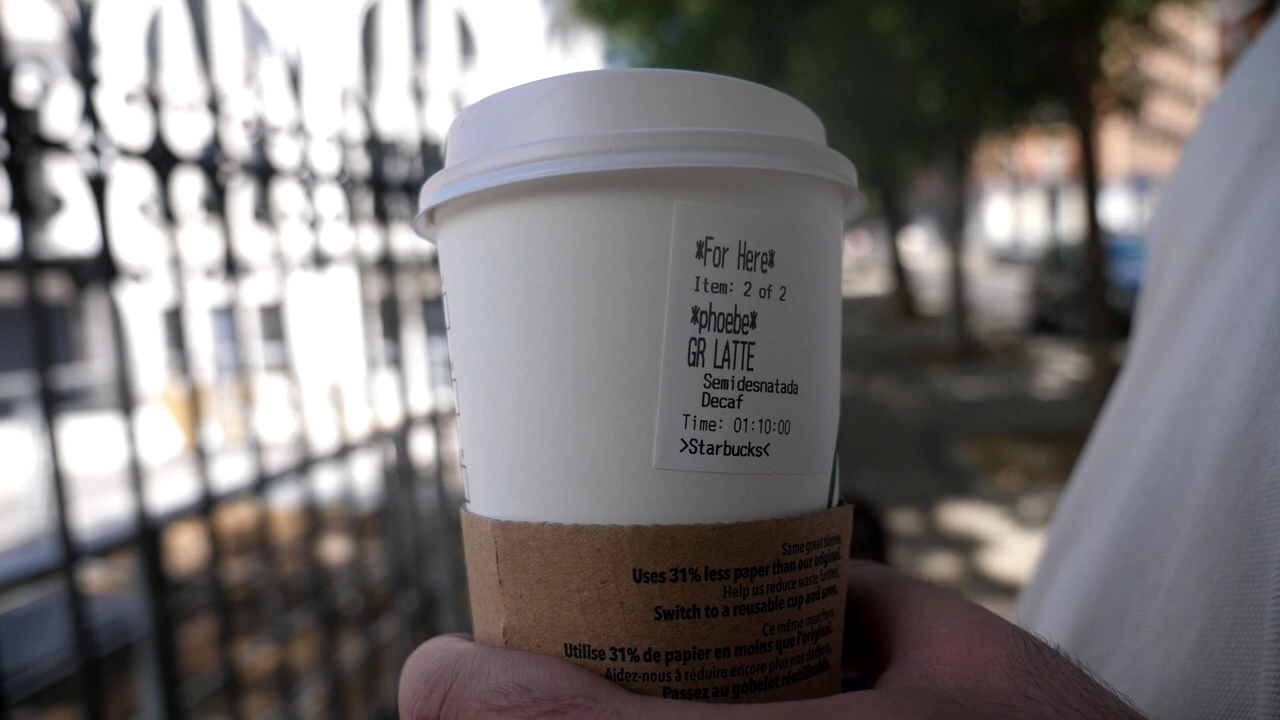 *For Here*
Item: 2 of 2
*phoebe*
GR LATTE
Semidesnatada
Decaf
Time: 01:10:00
>Starbucks<
Same great sleeve,
Uses 31% less paper than our original.
Help us reduce waste further,
Switch to a reusable cup and save.
Ce même manchon,
Utilise 31% de papier en moins que l'original.
Aidez-nous à réduire encore plus nos déchets,
Passez au gobelet réutilisable.